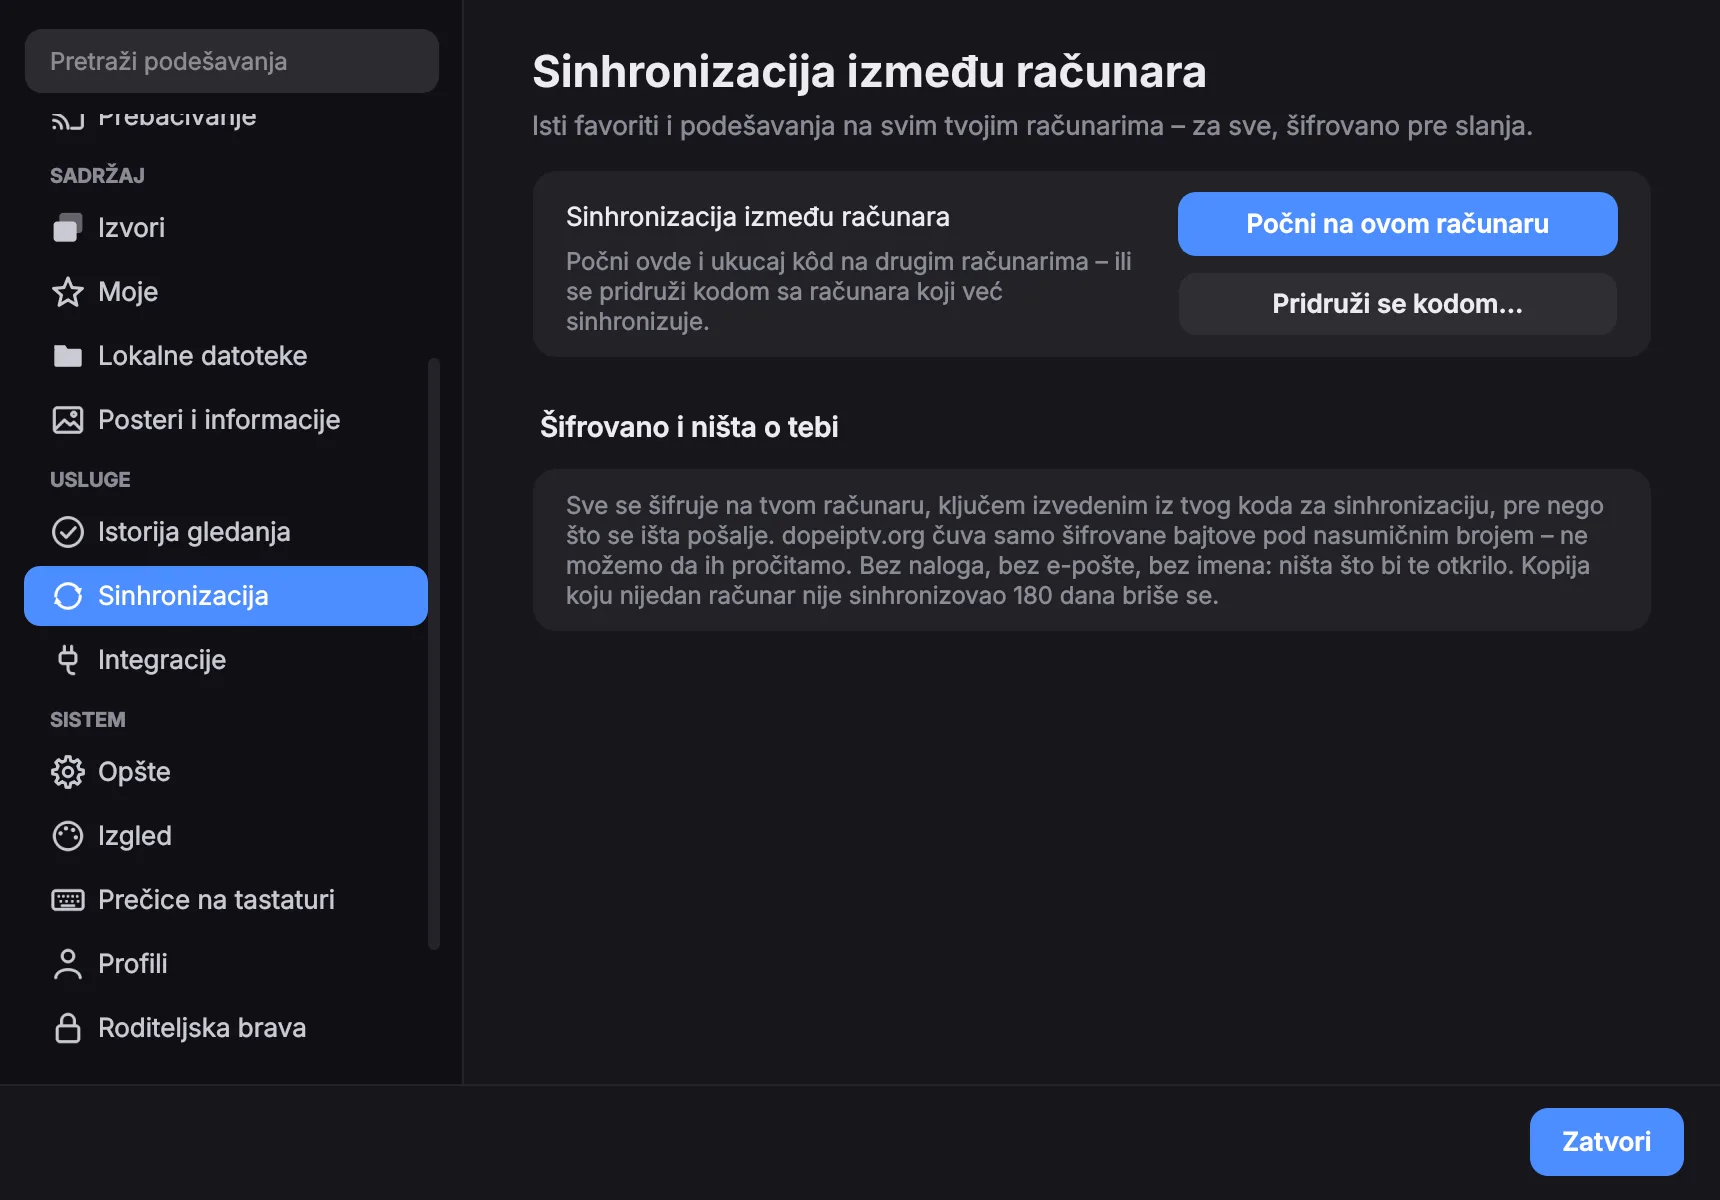 Pretraži podešavanja
Prebacivanje
SADRŽAJ
Izvori
Moje
Lokalne datoteke
Posteri i informacije
USLUGE
Istorija gledanja
Sinhronizacija
Integracije
SISTEM
Opšte
Izgled
Prečice na tastaturi
Profili
Roditeljska brava
Sinhronizacija između računara
Isti favoriti i podešavanja na svim tvojim računarima – za sve, šifrovano pre slanja.
Sinhronizacija između računara
Počni ovde i ukucaj kôd na drugim računarima – ili
se pridruži kodom sa računara koji već
sinhronizuje.
Počni na ovom računaru
Pridruži se kodom...
Šifrovano i ništa o tebi
Sve se šifruje na tvom računaru, ključem izvedenim iz tvog koda za sinhronizaciju, pre nego
što se išta pošalje. dopeiptv.org čuva samo šifrovane bajtove pod nasumičnim brojem – ne
možemo da ih pročitamo. Bez naloga, bez e-pošte, bez imena: ništa što bi te otkrilo. Kopija
koju nijedan računar nije sinhronizovao 180 dana briše se.
Zatvori